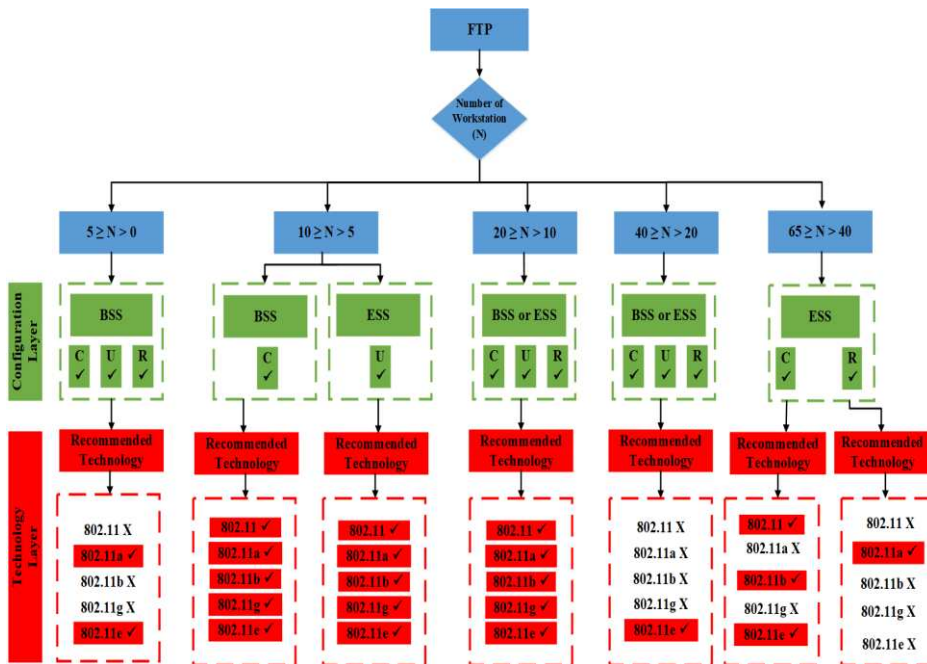 FTP
Number of
Workstation
(N)
5 ≥ N > 0
10 ≥ N > 5
20 ≥ N > 10
40 ≥ N > 20
65 ≥ N > 40
Configuration
Layer
BSS
C ✓
U ✓
R ✓
BSS
C ✓
ESS
U ✓
BSS or ESS
C ✓
U ✓
R ✓
BSS or ESS
C ✓
U ✓
R ✓
ESS
C ✓
R ✓
Technology
Layer
Recommended
Technology
802.11 X
802.11a ✓
802.11b X
802.11g X
802.11e ✓
Recommended
Technology
802.11 ✓
802.11a ✓
802.11b ✓
802.11g ✓
802.11e ✓
Recommended
Technology
802.11 ✓
802.11a ✓
802.11b ✓
802.11g ✓
802.11e ✓
Recommended
Technology
802.11 ✓
802.11a ✓
802.11b ✓
802.11g ✓
802.11e ✓
Recommended
Technology
802.11 X
802.11a X
802.11b X
802.11g X
802.11e ✓
Recommended
Technology
802.11 ✓
802.11a X
802.11b ✓
802.11g X
802.11e ✓
Recommended
Technology
802.11 X
802.11a ✓
802.11b X
802.11g X
802.11e X